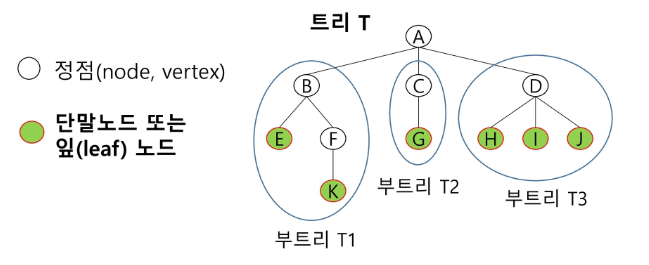 트리 T
A
정점(node, vertex)
B
C
D
단말노드 또는
잎(leaf) 노드
E
F
G
H
I
J
K
부트리 T2
부트리 T3
부트리 T1